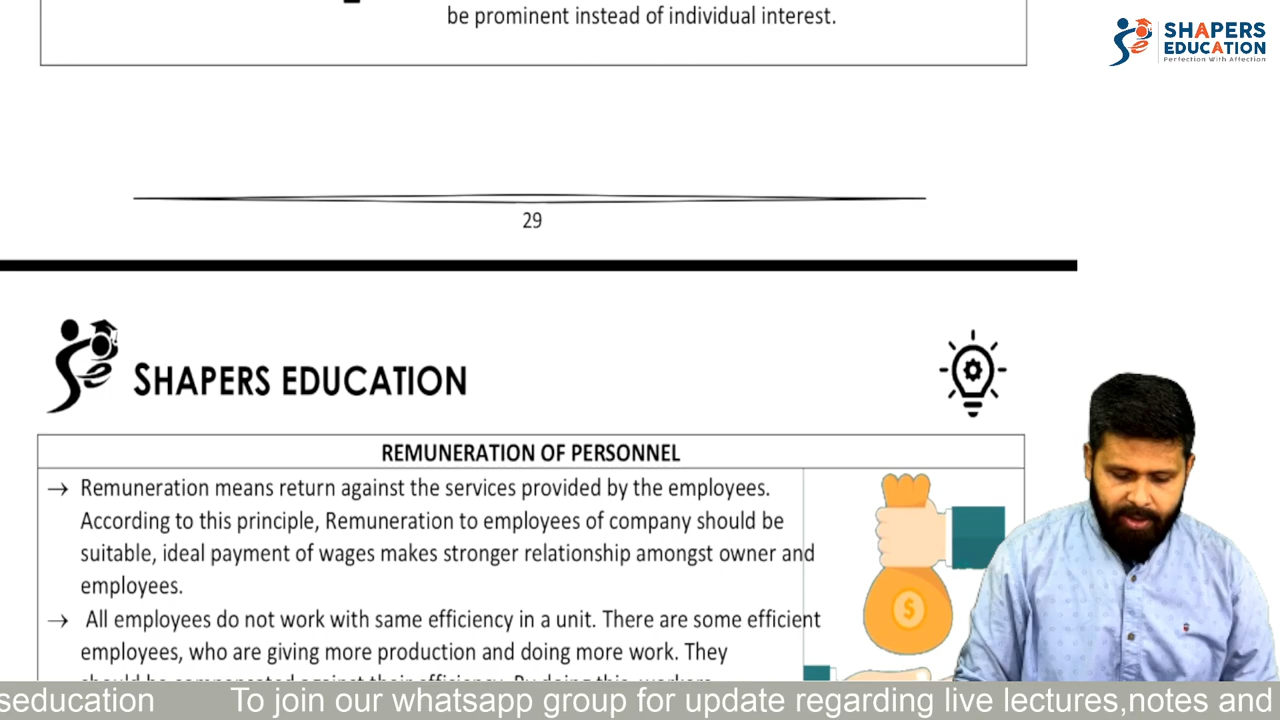 be prominent instead of individual interest.
SHAPERS
EDUCATION
Perfection With Affection
29
SHAPERS EDUCATION
REMUNERATION OF PERSONNEL
→ Remuneration means return against the services provided by the employees.
According to this principle, Remuneration to employees of company should be
suitable, ideal payment of wages makes stronger relationship amongst owner and
employees.
→ All employees do not work with same efficiency in a unit. There are some efficient
employees, who are giving more production and doing more work. They
$
seducation To join our whatsapp group for update regarding live lectures,notes and